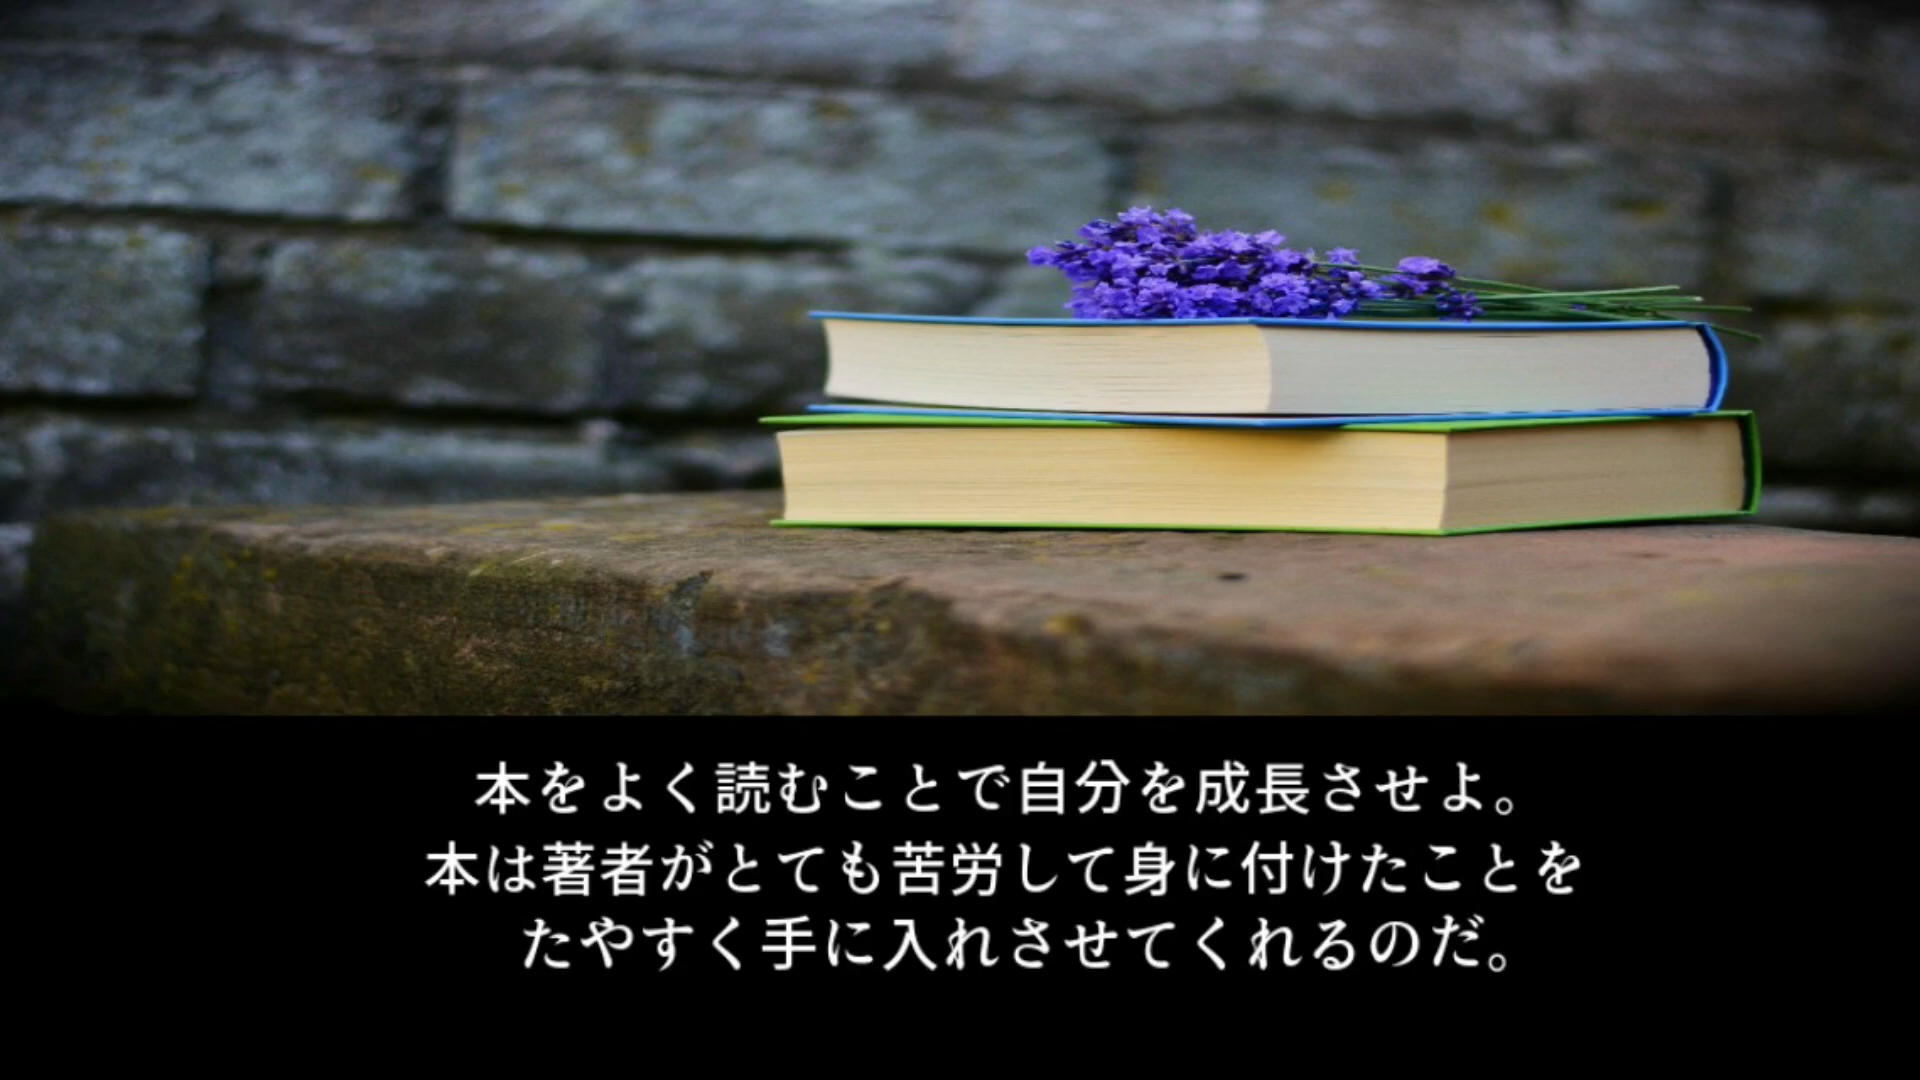 本をよく読むことで自分を成長させよ。
本は著者がとても苦労して身に付けたことを
たやすく手に入れさせてくれるのだ。